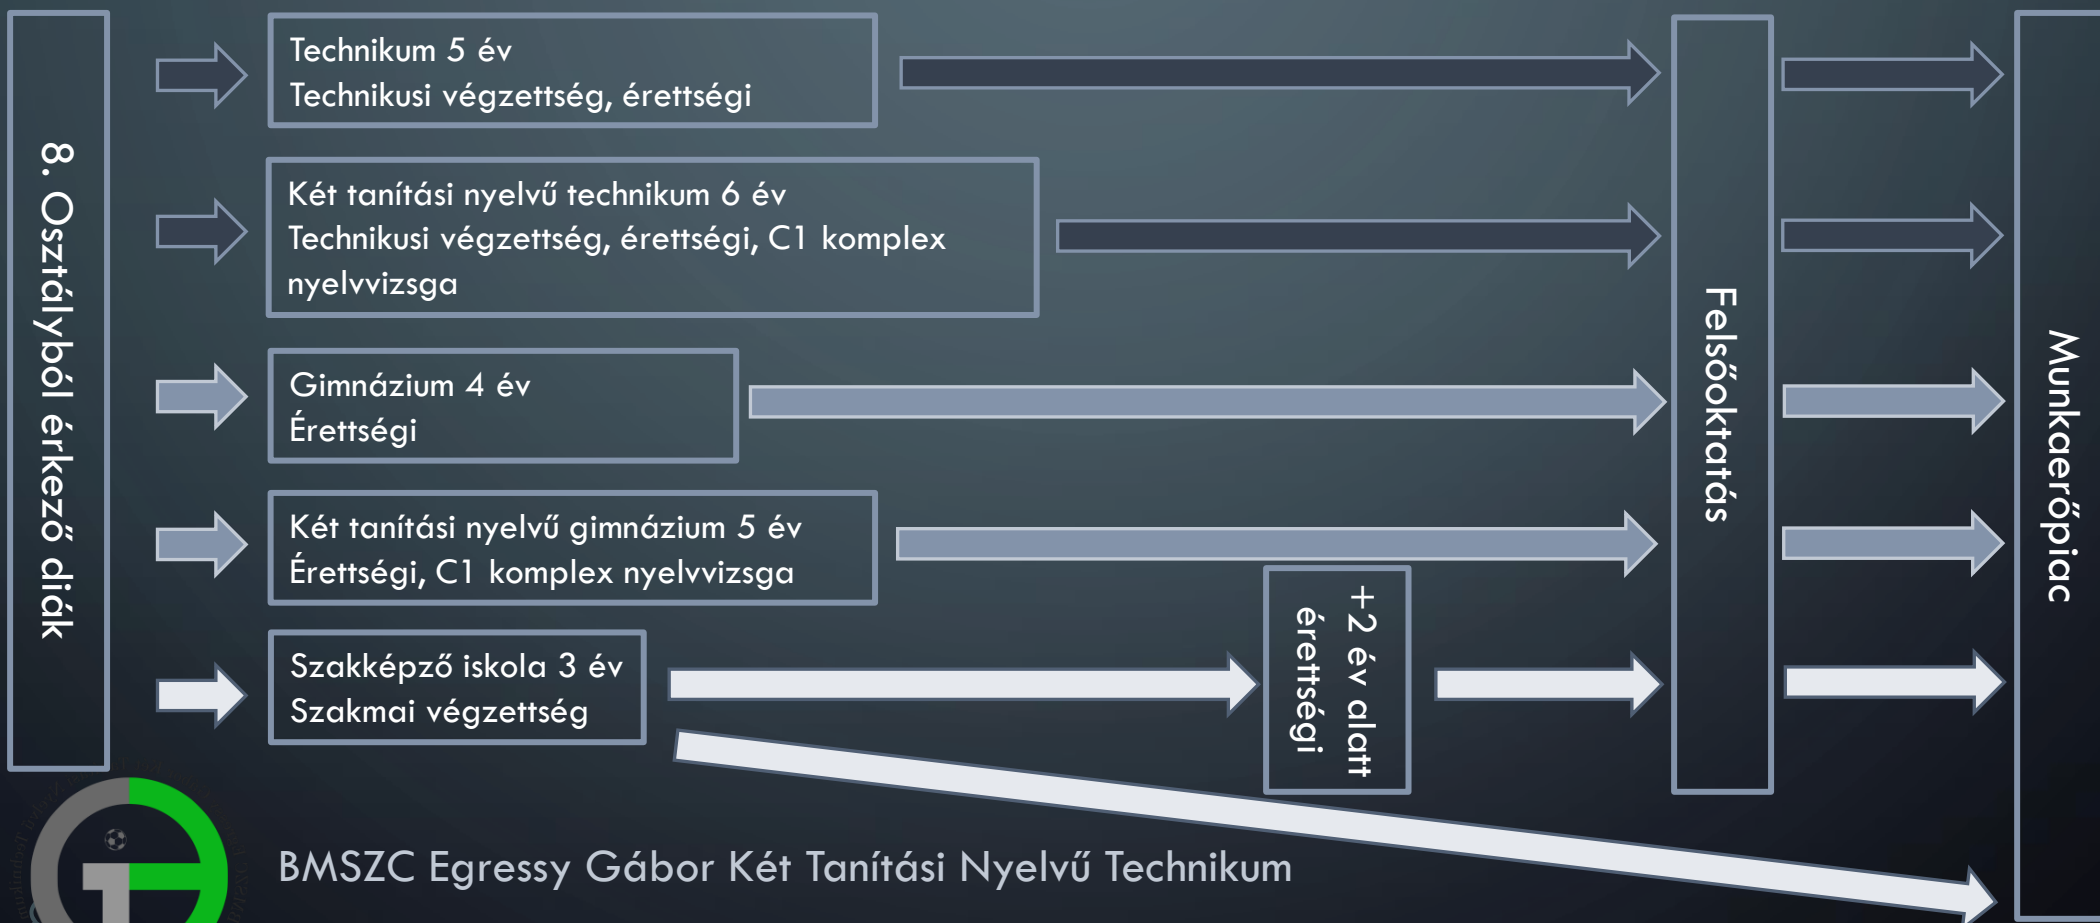 8. Osztályból érkező diák
Technikum 5 év
Technikusi végzettség, érettségi
Két tanítási nyelvű technikum 6 év
Technikusi végzettség, érettségi, C1 komplex
nyelvvizsga
Gimnázium 4 év
Érettségi
Két tanítási nyelvű gimnázium 5 év
Érettségi, C1 komplex nyelvvizsga
Szakképző iskola 3 év
Szakmai végzettség
+2 év alatt
érettségi
Felsőoktatás
Munkaerőpiac
BMSZC Egressy Gábor Két Tanítási Nyelvű Technikum